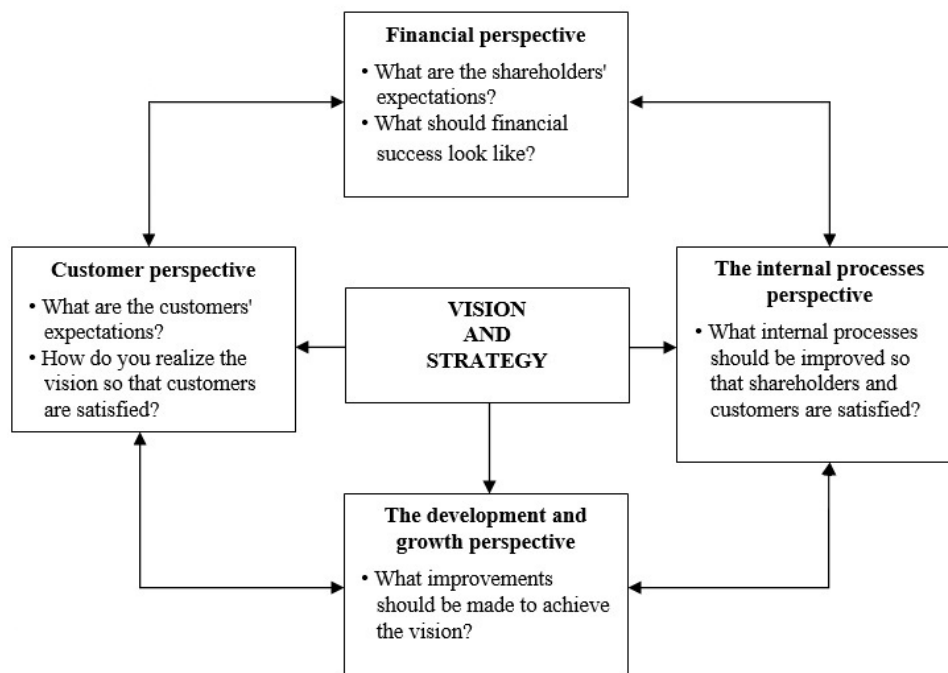 Financial perspective
• What are the shareholders'
expectations?
• What should financial
success look like?
Customer perspective
• What are the customers'
expectations?
• How do you realize the
vision so that customers
are satisfied?
VISION
AND
STRATEGY
The internal processes
perspective
• What internal processes
should be improved so
that shareholders and
customers are satisfied?
The development and
growth perspective
• What improvements
should be made to achieve
the vision?